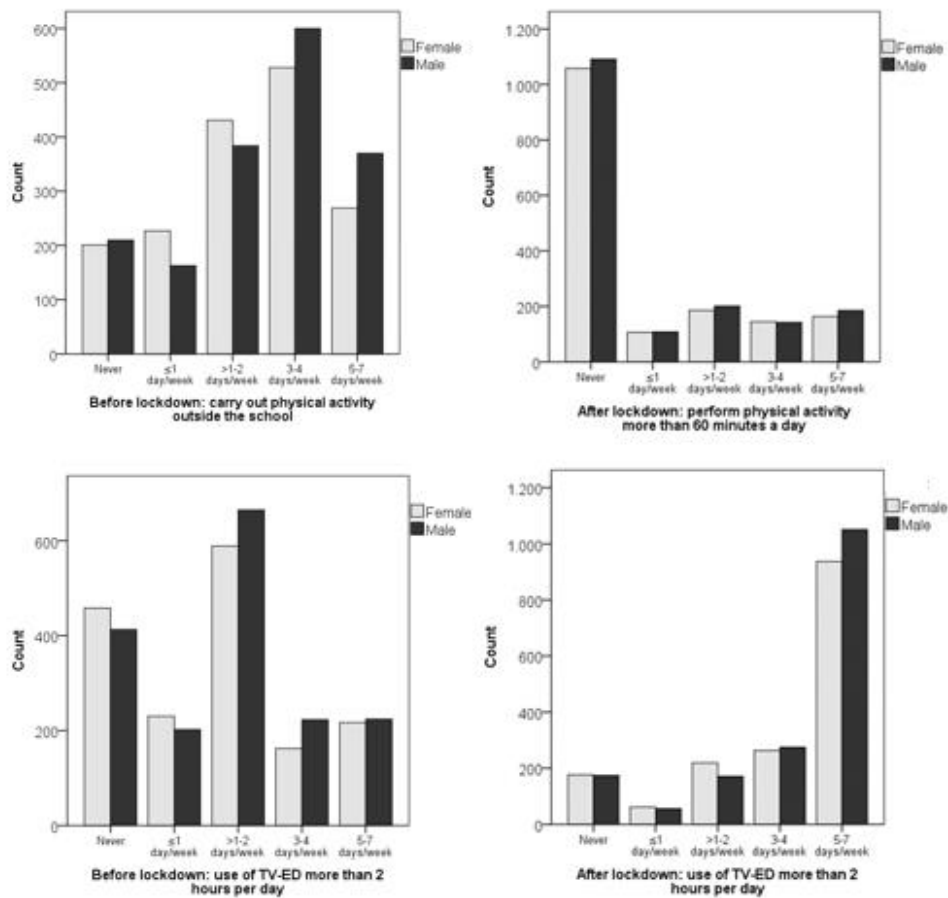 600
500
400
300
200
100
0
Count
Female
Male
Never
≤1
day/week
>1-2
days/week
3-4
days/week
5-7
days/week
Before lockdown: carry out physical activity
outside the school
1.200
1.000
800
600
400
200
0
Count
Female
Male
Never
≤1
day/week
>1-2
days/week
3-4
days/week
5-7
days/week
After lockdown: perform physical activity
more than 60 minutes a day
600
400
200
0
Count
Female
Male
Never
≤1
day/week
>1-2
days/week
3-4
days/week
5-7
days/week
Before lockdown: use of TV-ED more than 2
hours per day
1.200
1.000
800
600
400
200
0
Count
Female
Male
Never
≤1
day/week
>1-2
days/week
3-4
days/week
5-7
days/week
After lockdown: use of TV-ED more than 2
hours per day